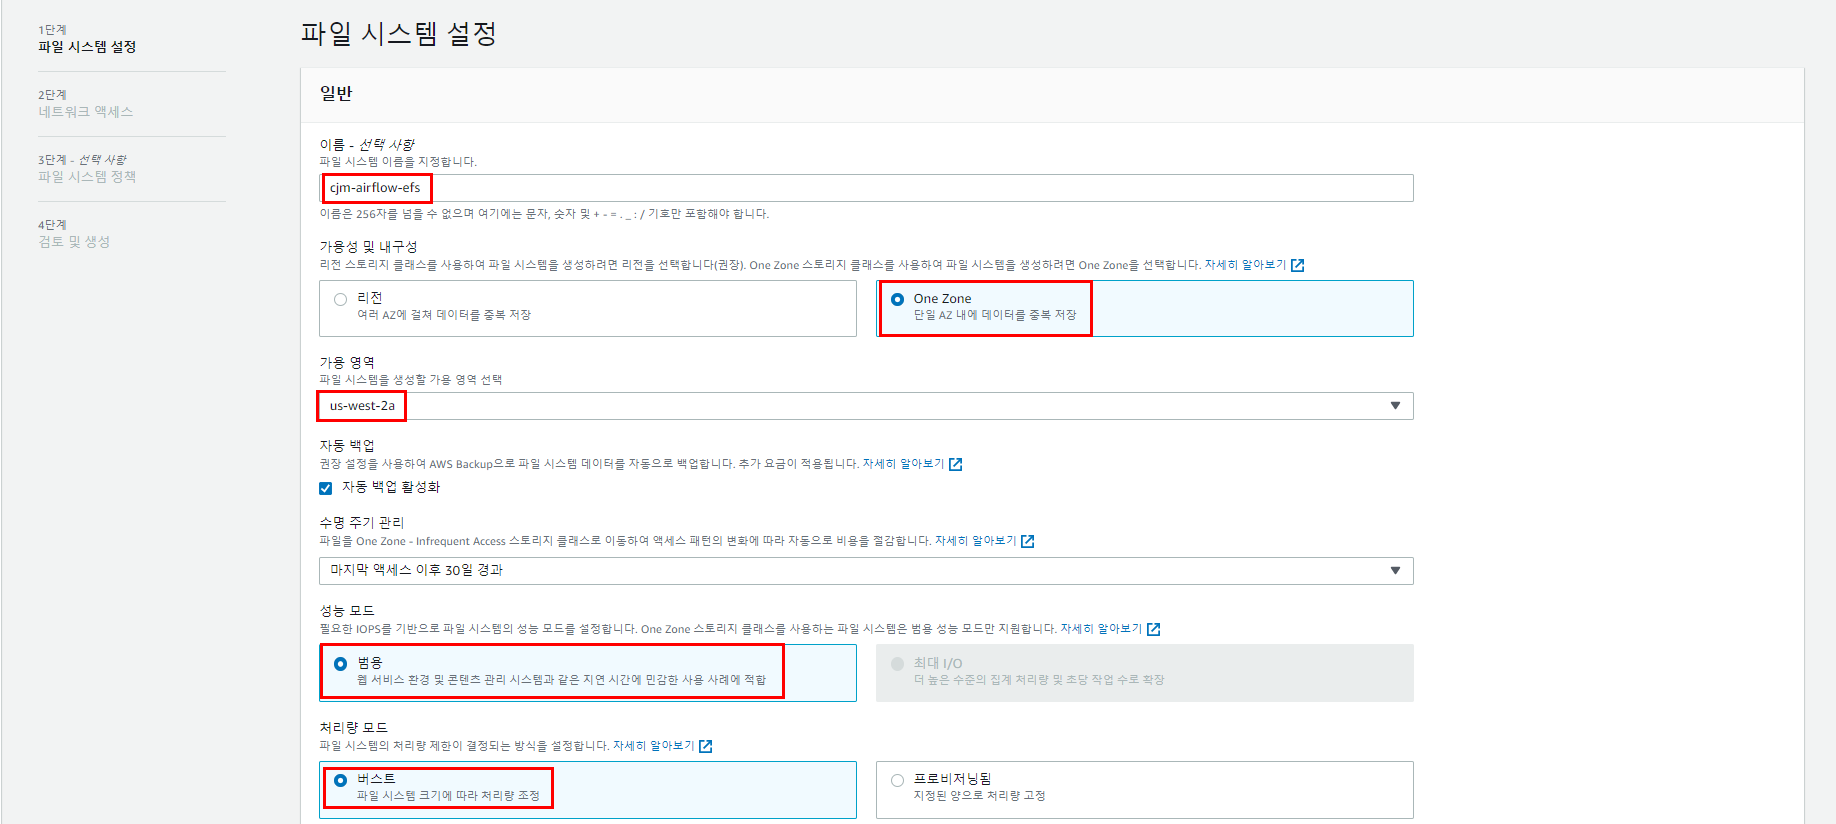 1단계
파일 시스템 설정
2단계
네트워크 액세스
3단계 - 선택 사항
파일 시스템 정책
4단계
검토 및 생성
파일 시스템 설정
일반
이름 - 선택 사항
파일 시스템 이름을 지정합니다.
cjm-airflow-efs
이름은 256자를 넘을 수 없으며 여기에는 문자, 숫자 및 + - = . _ : / 기호만 포함해야 합니다.
가용성 및 내구성
리전 스토리지 클래스를 사용하여 파일 시스템을 생성하려면 리전을 선택합니다(권장). One Zone 스토리지 클래스를 사용하여 파일 시스템을 생성하려면 One Zone을 선택합니다. 자세히 알아보기
리전
여러 AZ에 걸쳐 데이터를 중복 저장
One Zone
단일 AZ 내에 데이터를 중복 저장
가용 영역
파일 시스템을 생성할 가용 영역 선택
us-west-2a
자동 백업
권장 설정을 사용하여 AWS Backup으로 파일 시스템 데이터를 자동으로 백업합니다. 추가 요금이 적용됩니다. 자세히 알아보기
자동 백업 활성화
수명 주기 관리
파일을 One Zone - Infrequent Access 스토리지 클래스로 이동하여 액세스 패턴의 변화에 따라 자동으로 비용을 절감합니다. 자세히 알아보기
마지막 액세스 이후 30일 경과
성능 모드
필요한 IOPS를 기반으로 파일 시스템의 성능 모드를 설정합니다. One Zone 스토리지 클래스를 사용하는 파일 시스템은 범용 성능 모드만 지원합니다. 자세히 알아보기
범용
웹 서비스 환경 및 콘텐츠 관리 시스템과 같은 지연 시간에 민감한 사용 사례에 적합
최대 I/O
더 높은 수준의 집계 처리량 및 초당 작업 수로 확장
처리량 모드
파일 시스템의 처리량 제한이 결정되는 방식을 설정합니다. 자세히 알아보기
버스트
파일 시스템 크기에 따라 처리량 조정
프로비저닝됨
지정된 양으로 처리량 고정